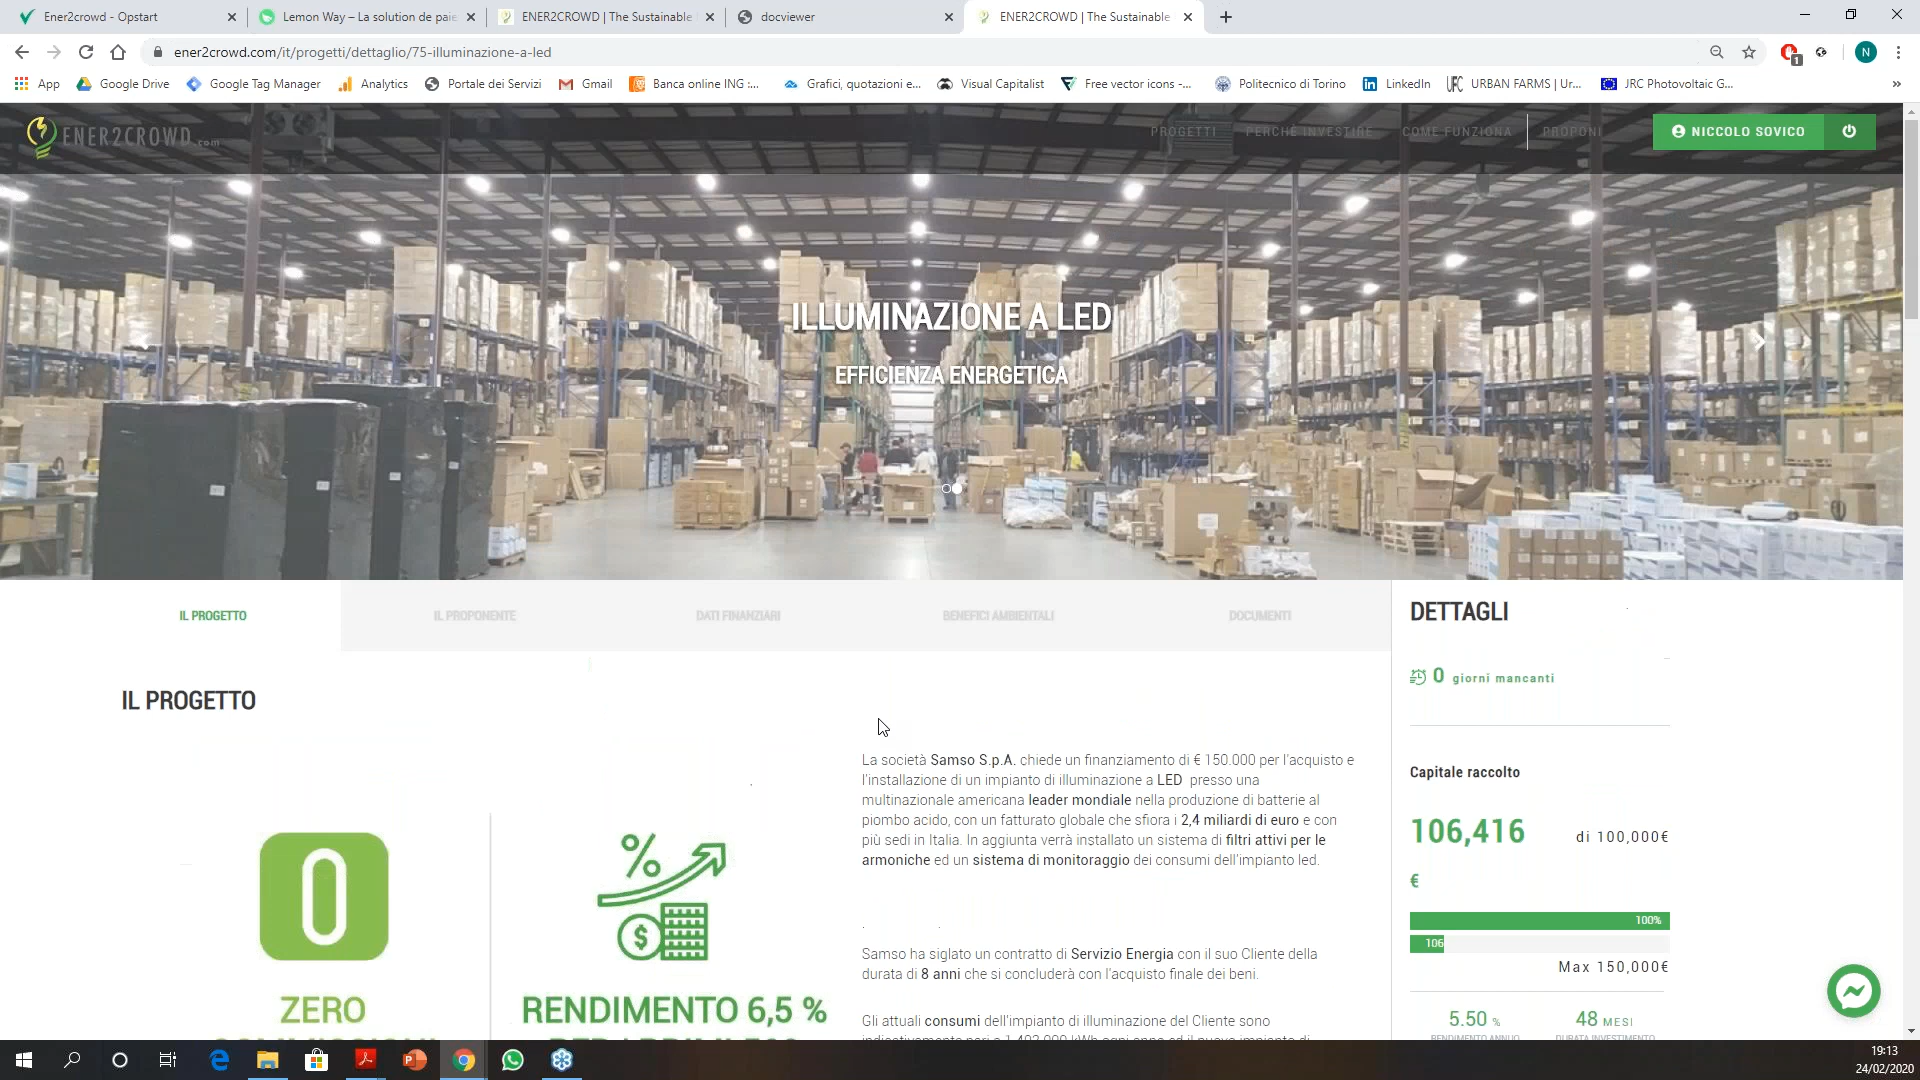 Ener2crowd - Opstart
Lemon Way – La solution de paie
ENER2CROWD | The Sustainable
docviewer
ENER2CROWD | The Sustainable
ener2crowd.com/it/progetti/dettaglio/75-illuminazione-a-led
N
1
App
Google Drive
Google Tag Manager
Analytics
Portale dei Servizi
Gmail
Banca online ING :...
Grafici, quotazioni e...
Visual Capitalist
Free vector icons -...
Politecnico di Torino
LinkedIn
URBAN FARMS | Ur...
JRC Photovoltaic G...
»
ENER2CROWD.com
PROGETTI
PERCHÈ INVESTIRE
COME FUNZIONA
PROPONI
NICCOLO SOVICO
ILLUMINAZIONE A LED
EFFICIENZA ENERGETICA
IL PROGETTO
IL PROPONENTE
DATI FINANZIARI
BENEFICI AMBIENTALI
DOCUMENTI
IL PROGETTO
0
ZERO
%
$
RENDIMENTO 6,5 %
La società Samso S.p.A. chiede un finanziamento di € 150.000 per l'acquisto e
l'installazione di un impianto di illuminazione a LED presso una
multinazionale americana leader mondiale nella produzione di batterie al
piombo acido, con un fatturato globale che sfiora i 2,4 miliardi di euro e con
più sedi in Italia. In aggiunta verrà installato un sistema di filtri attivi per le
armoniche ed un sistema di monitoraggio dei consumi dell'impianto led.
Samso ha siglato un contratto di Servizio Energia con il suo Cliente della
durata di 8 anni che si concluderà con l'acquisto finale dei beni.
Gli attuali consumi dell'impianto di illuminazione del Cliente sono
DETTAGLI
0 giorni mancanti
Capitale raccolto
106,416 di 100,000€
€
100%
106
Max 150,000€
5.50 %
48 MESI
RENDIMENTO ANNUO
DURATA INVESTIMENTO
19:13
24/02/2020